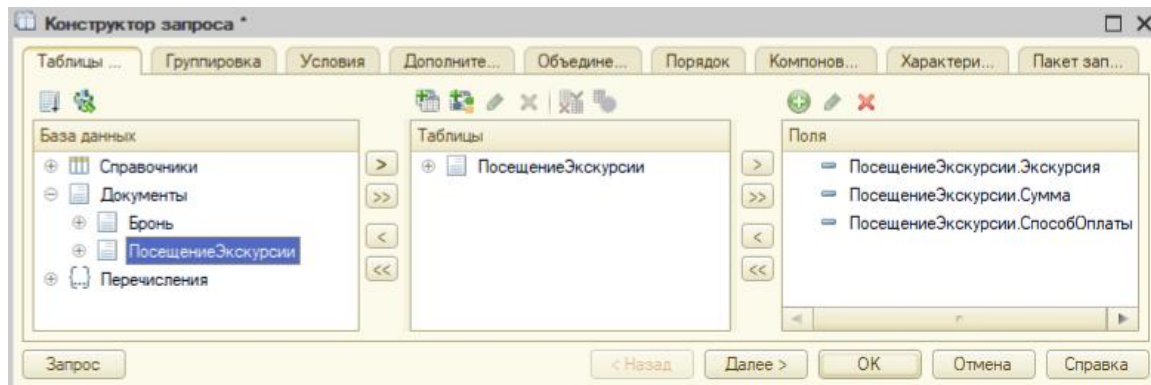 Конструктор запроса *
Таблицы ... Группировка Условия Дополните... Объедине... Порядок Компонов... Характери... Пакет зап...
База данных
Справочники
Документы
Бронь
ПосещениеЭкскурсии
Перечисления
Таблицы
ПосещениеЭкскурсии
Поля
ПосещениеЭкскурсии.Экскурсия
ПосещениеЭкскурсии.Сумма
ПосещениеЭкскурсии.СпособОплаты
> >> < <<
> >> < <<
Запрос < Назад Далее > OK Отмена Справка